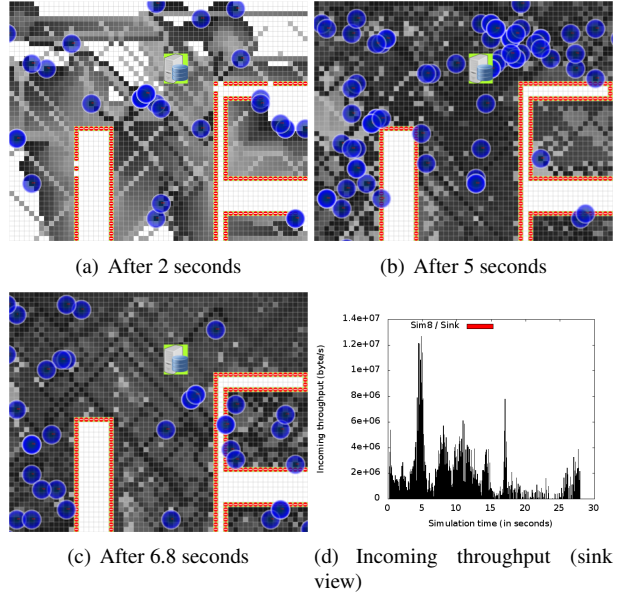 (a) After 2 seconds
(b) After 5 seconds
(c) After 6.8 seconds
Sim8 / Sink
Incoming throughput (byte/s)
1.4e+07
1.2e+07
1e+07
8e+06
6e+06
4e+06
2e+06
0
0 5 10 15 20 25 30
Simulation time (in seconds)
(d) Incoming throughput (sink
view)